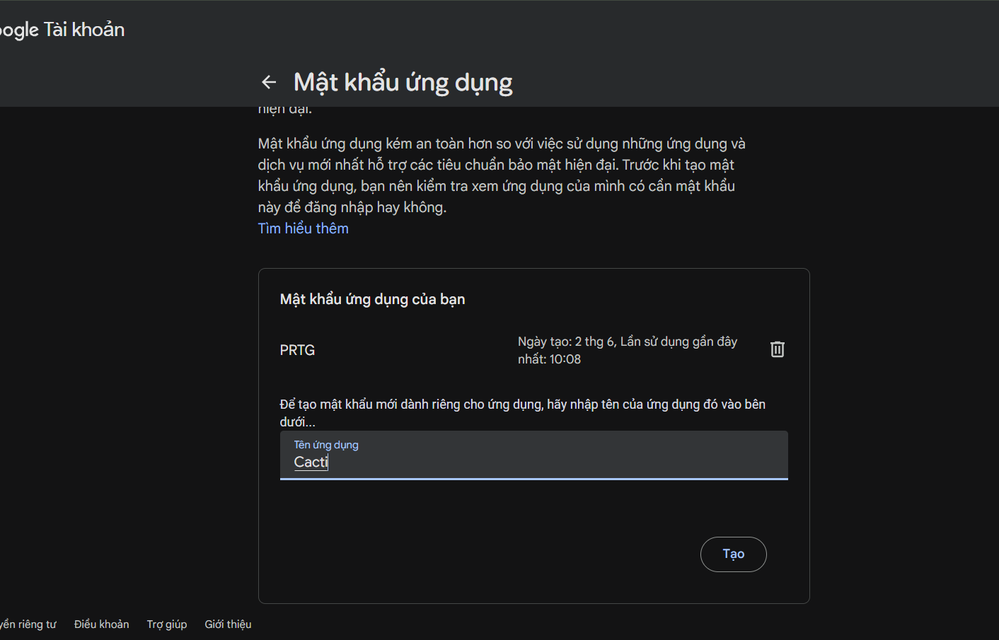 ogle Tài khoản
Mật khẩu ứng dụng
hiện đại.
Mật khẩu ứng dụng kém an toàn hơn so với việc sử dụng những ứng dụng và
dịch vụ mới nhất hỗ trợ các tiêu chuẩn bảo mật hiện đại. Trước khi tạo mật
khẩu ứng dụng, bạn nên kiểm tra xem ứng dụng của mình có cần mật khẩu
này để đăng nhập hay không.
Tìm hiểu thêm
Mật khẩu ứng dụng của bạn
PRTG
Ngày tạo: 2 thg 6, Lần sử dụng gần đây
nhất: 10:08
Để tạo mật khẩu mới dành riêng cho ứng dụng, hãy nhập tên của ứng dụng đó vào bên
dưới...
Tên ứng dụng
Cacti
Tạo
yền riêng tư Điều khoản Trợ giúp Giới thiệu